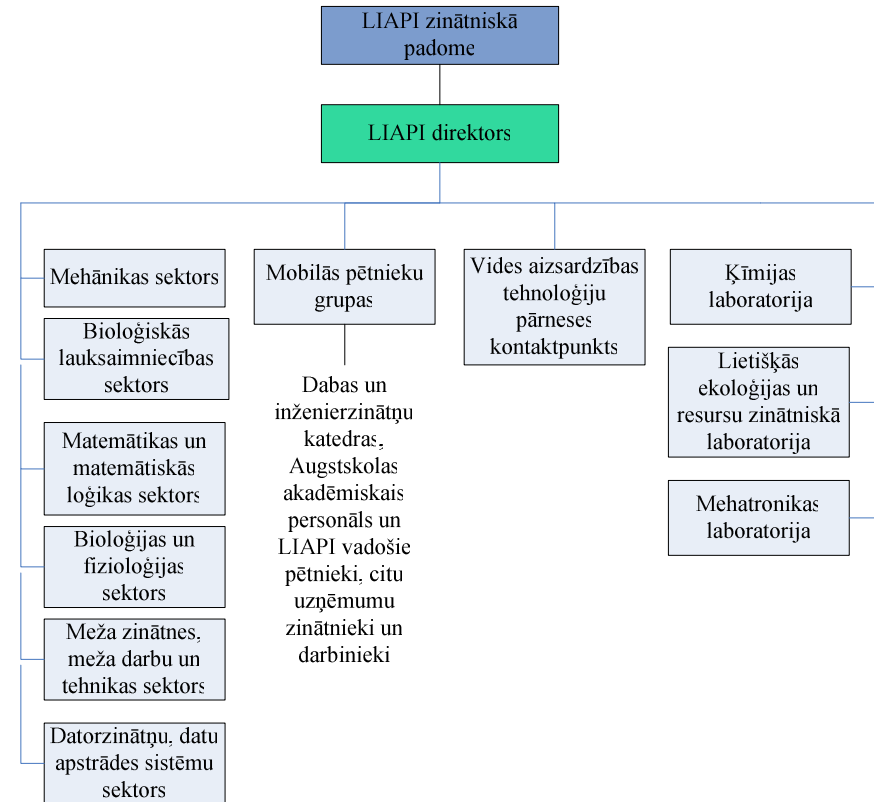 LIAPI zinātniskā
padome
LIAPI direktors
Mehānikas sektors
Bioloģiskās
lauksaimniecības
sektors
Matemātikas un
matemātiskās
loģikas sektors
Bioloģijas un
fizioloģijas
sektors
Meža zinātnes,
meža darbu un
tehnikas sektors
Datorzinātņu, datu
apstrādes sistēmu
sektors
Mobilās pētnieku
grupas
Dabas un
inženierzinātņu
katedras,
Augstskolas
akadēmiskais
personāls un
LIAPI vadošie
pētnieki, citu
uzņēmumu
zinātnieki un
darbinieki
Vides aizsardzības
tehnoloģiju
pārneses
kontaktpunkts
Ķīmijas
laboratorija
Lietišķās
ekoloģijas un
resursu zinātniskā
laboratorija
Mehatronikas
laboratorija